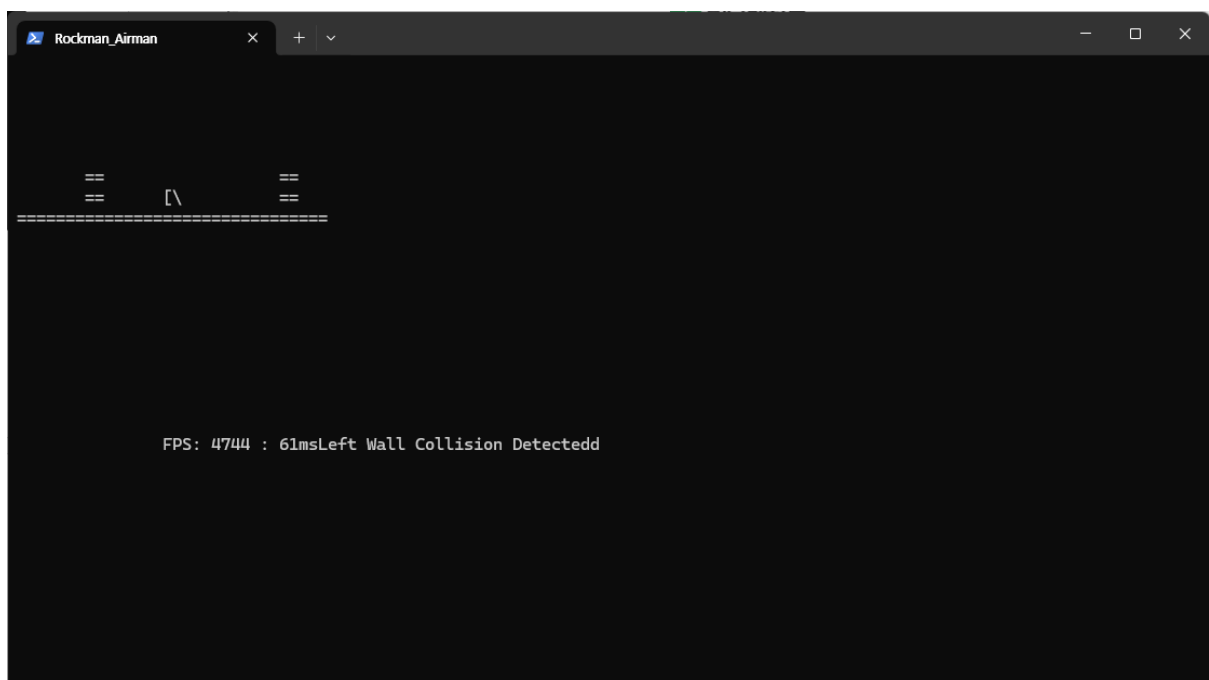 Rockman_Airman
== ==
== [\ ==
================================
FPS: 4744 : 61msLeft Wall Collision Detectedd